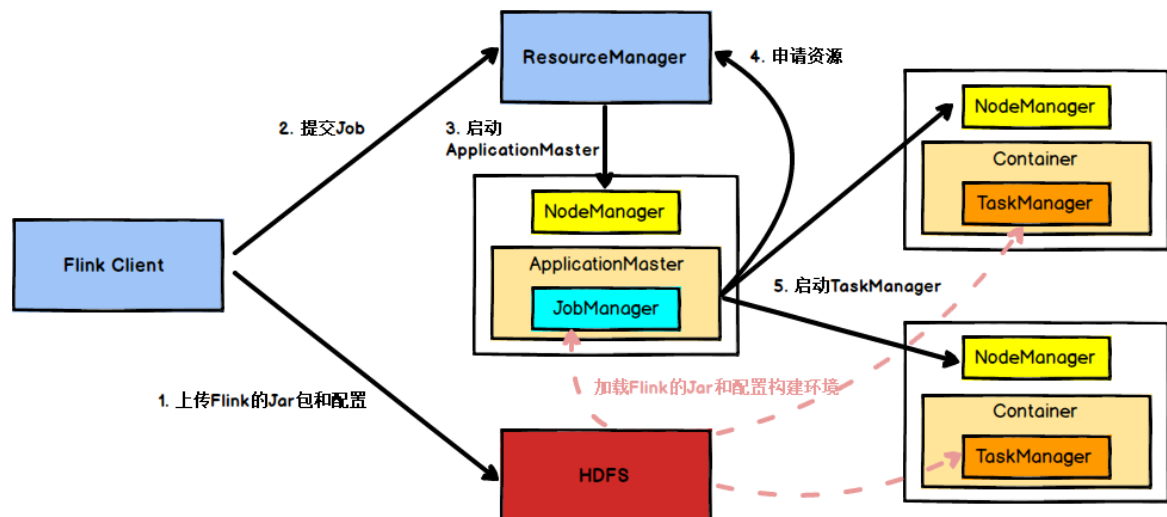 ResourceManager
4. 申请资源
NodeManager
Container
TaskManager
2. 提交Job
3. 启动
ApplicationMaster
NodeManager
ApplicationMaster
JobManager
Flink Client
5. 启动TaskManager
NodeManager
Container
TaskManager
1. 上传Flink的Jar包和配置
加载Flink的Jar和配置构建环境
HDFS